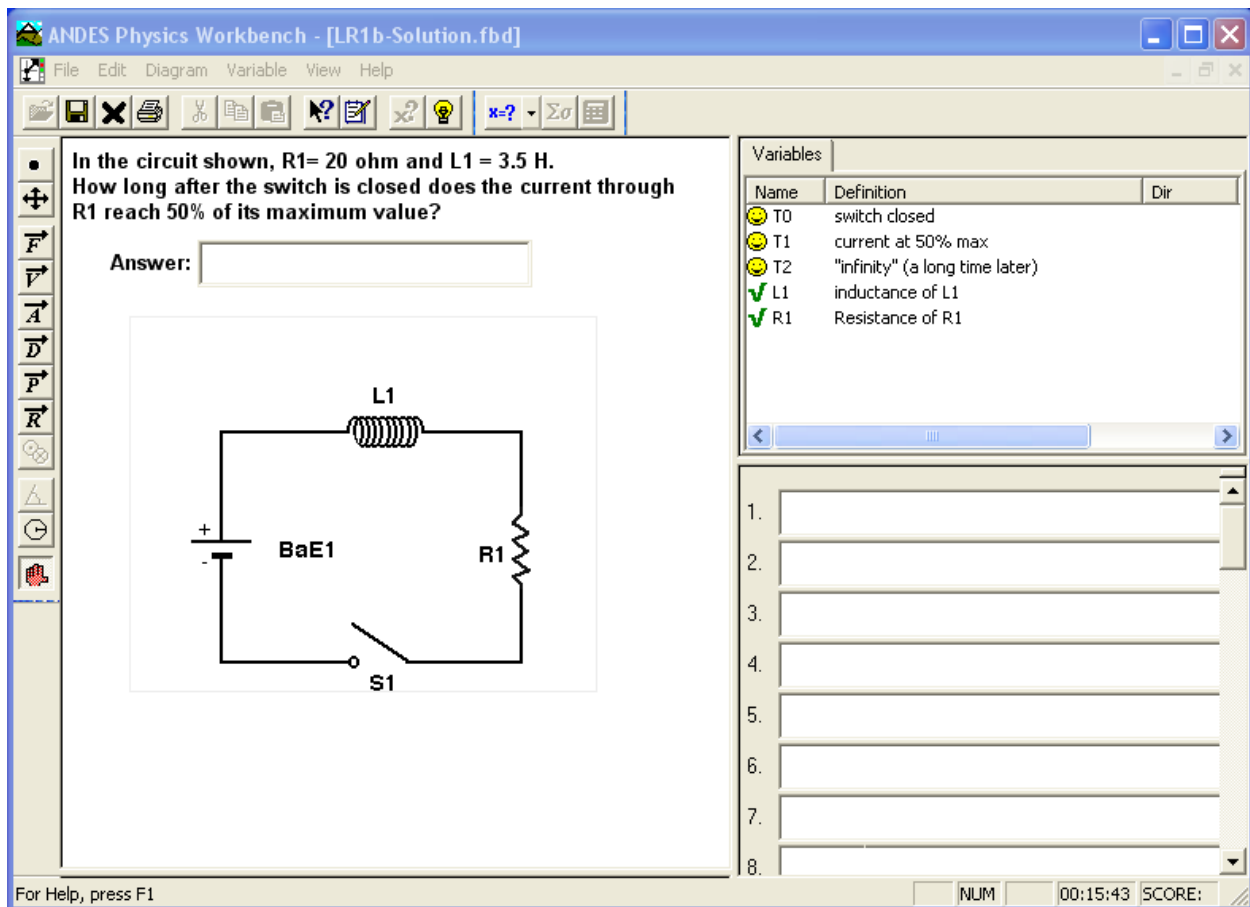 ANDES Physics Workbench - [LR1b-Solution.fbd]
File Edit Diagram Variable View Help
x=? Σσ
In the circuit shown, R1= 20 ohm and L1 = 3.5 H.
How long after the switch is closed does the current through
R1 reach 50% of its maximum value?
Answer:
F
V
A
D
P
R
L1
+
-
BaE1
R1
S1
Variables
Name Definition Dir
T0 switch closed
T1 current at 50% max
T2 "infinity" (a long time later)
L1 inductance of L1
R1 Resistance of R1
1.
2.
3.
4.
5.
6.
7.
8.
For Help, press F1
NUM 00:15:43 SCORE: